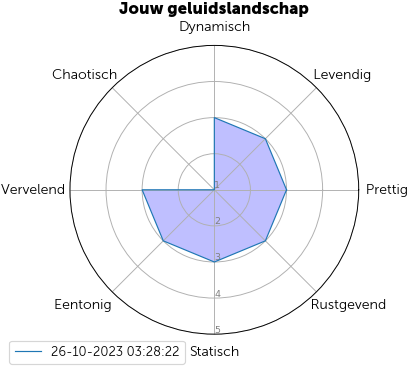 Jouw geluidslandschap
Dynamisch
Chaotisch
Levendig
Vervelend
Prettig
1
2
3
4
5
Eentonig
Rustgevend
Statisch
26-10-2023 03:28:22